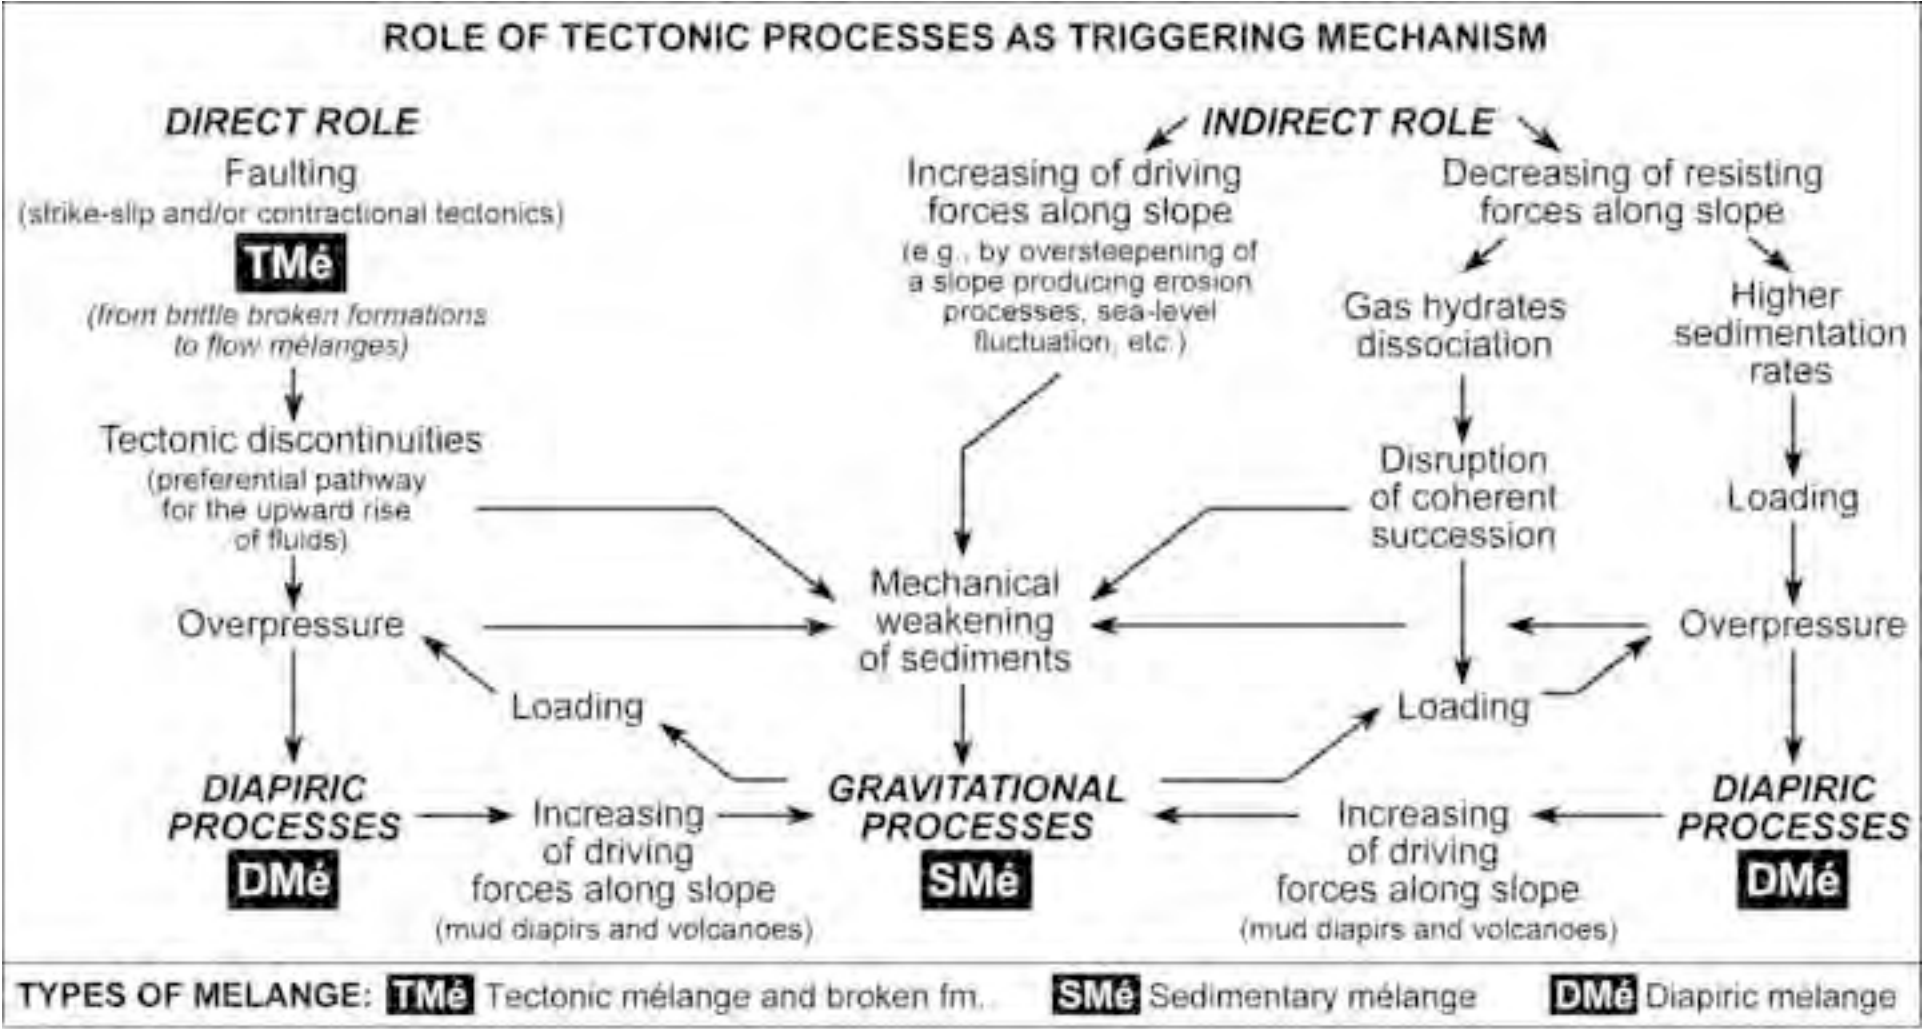 ROLE OF TECTONIC PROCESSES AS TRIGGERING MECHANISM
DIRECT ROLE
Faulting
(strike-slip and/or contractional tectonics)
TMé
(from brittle broken formations
to flow mélanges)
Tectonic discontinuities
(preferential pathway
for the upward rise
of fluids)
Overpressure
Loading
DIAPIRIC
PROCESSES
DMé
Increasing
of driving
forces along slope
(mud diapirs and volcanoes)
INDIRECT ROLE
Increasing of driving
forces along slope
(e.g., by oversteepening of
a slope producing erosion
processes, sea-level
fluctuation, etc.)
Mechanical
weakening
of sediments
GRAVITATIONAL
PROCESSES
SMé
Decreasing of resisting
forces along slope
Gas hydrates
dissociation
Disruption
of coherent
succession
Loading
Increasing
of driving
forces along slope
(mud diapirs and volcanoes)
Higher
sedimentation
rates
Loading
Overpressure
DIAPIRIC
PROCESSES
DMé
TYPES OF MELANGE: TMé Tectonic mélange and broken fm. SMé Sedimentary mélange DMé Diapiric melange